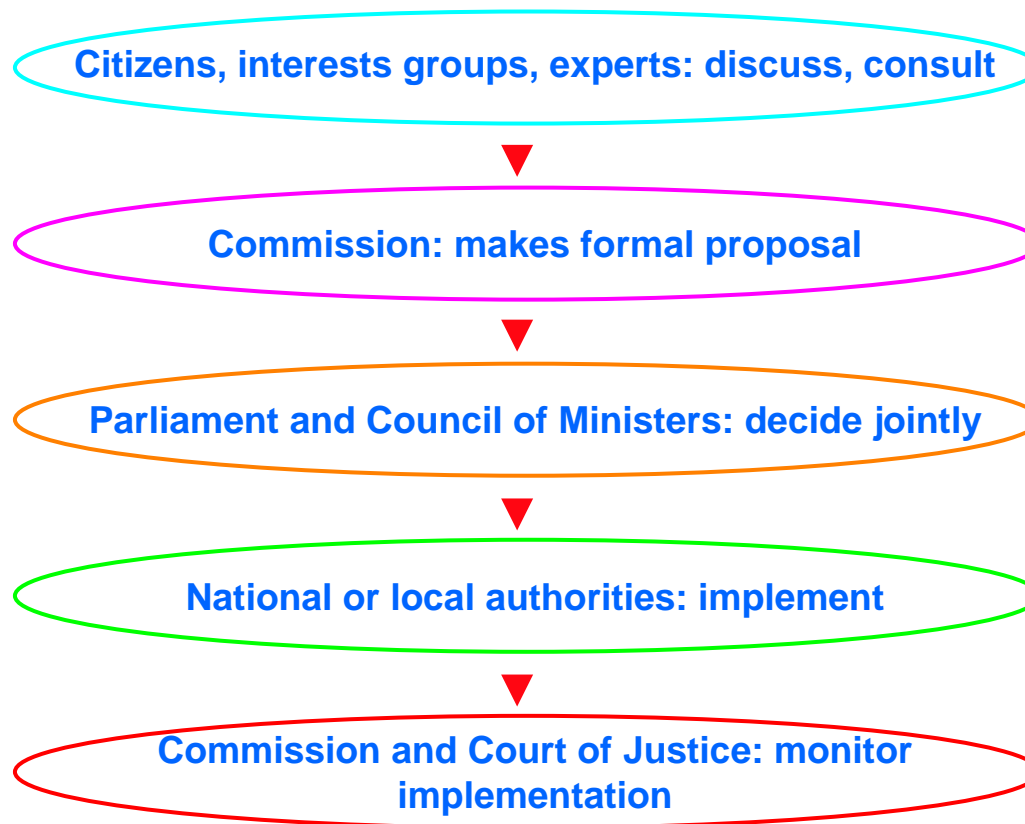 Citizens, interests groups, experts: discuss, consult
Commission: makes formal proposal
Parliament and Council of Ministers: decide jointly
National or local authorities: implement
Commission and Court of Justice: monitor
implementation